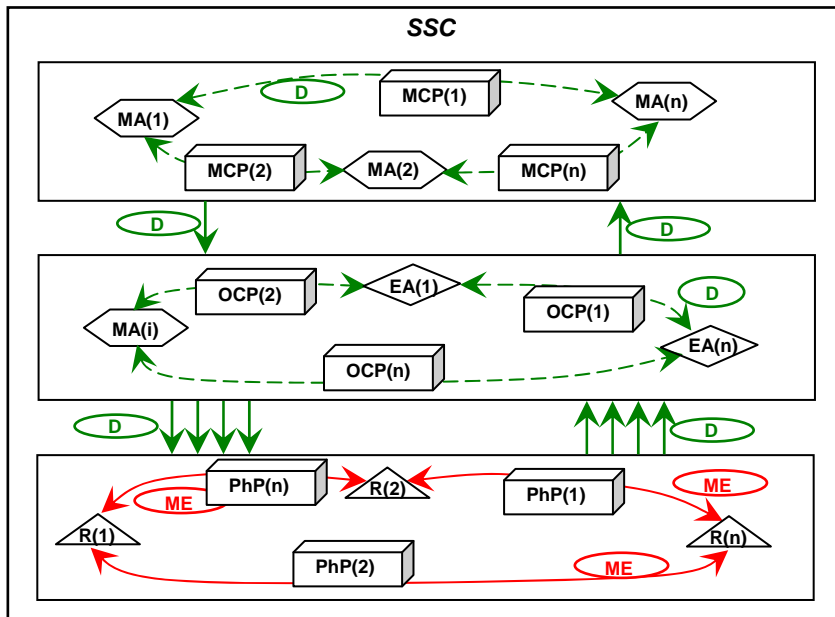 SSC
D
MCP(1)
MA(1)
MA(n)
MCP(2)
MA(2)
MCP(n)
D
D
OCP(2)
EA(1)
D
OCP(1)
MA(i)
EA(n)
OCP(n)
D
D
PhP(n)
R(2)
PhP(1)
ME
ME
R(1)
R(n)
PhP(2)
ME